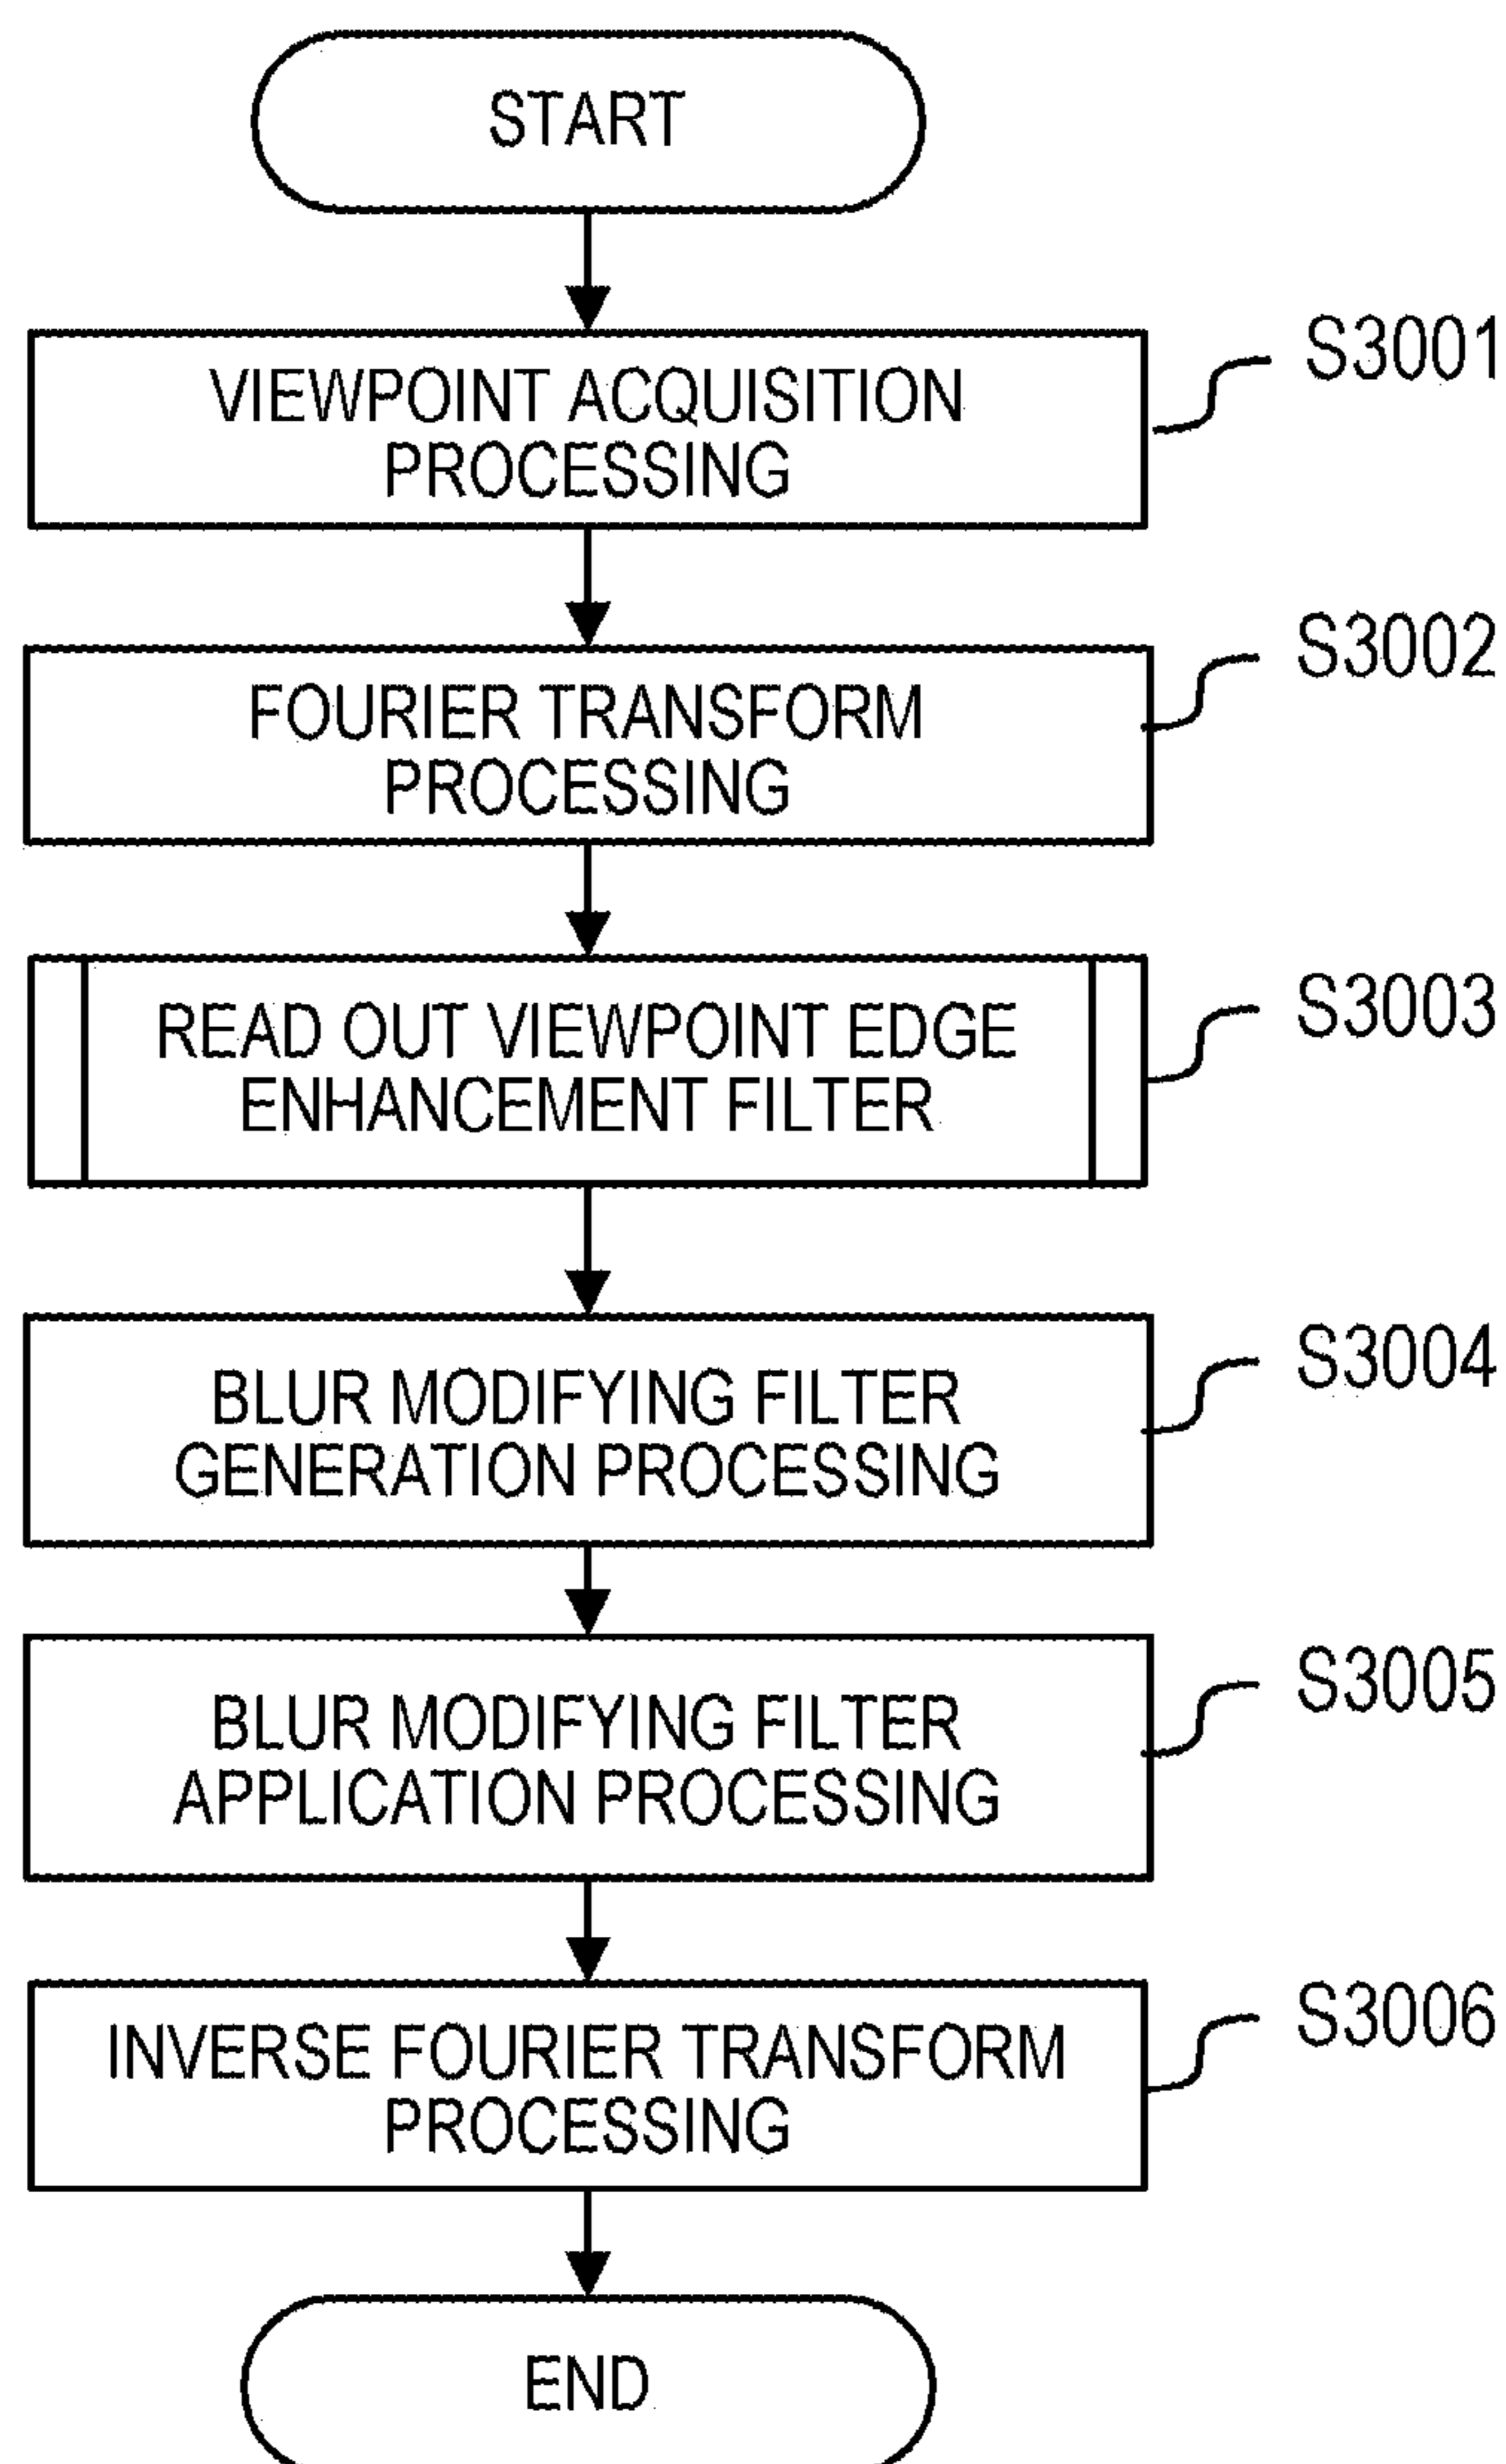 START
VIEWPOINT ACQUISITION
PROCESSING
S3001
FOURIER TRANSFORM
PROCESSING
S3002
READ OUT VIEWPOINT EDGE
ENHANCEMENT FILTER
S3003
BLUR MODIFYING FILTER
GENERATION PROCESSING
S3004
BLUR MODIFYING FILTER
APPLICATION PROCESSING
S3005
INVERSE FOURIER TRANSFORM
PROCESSING
S3006
END